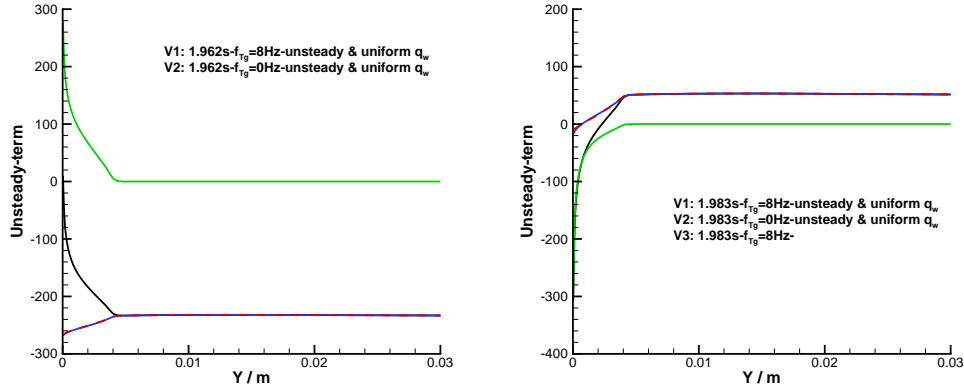 300
200
100
0
-100
-200
-300
0
0.01
0.02
0.03
Y / m
Unsteady-term
V1: 1.962s-f_Tg=8Hz-unsteady & uniform q_w
V2: 1.962s-f_Tg=0Hz-unsteady & uniform q_w
200
100
0
-100
-200
-300
-400
0
0.01
0.02
0.03
Y / m
Unsteady-term
V1: 1.983s-f_Tg=8Hz-unsteady & uniform q_w
V2: 1.983s-f_Tg=0Hz-unsteady & uniform q_w
V3: 1.983s-f_Tg=8Hz-